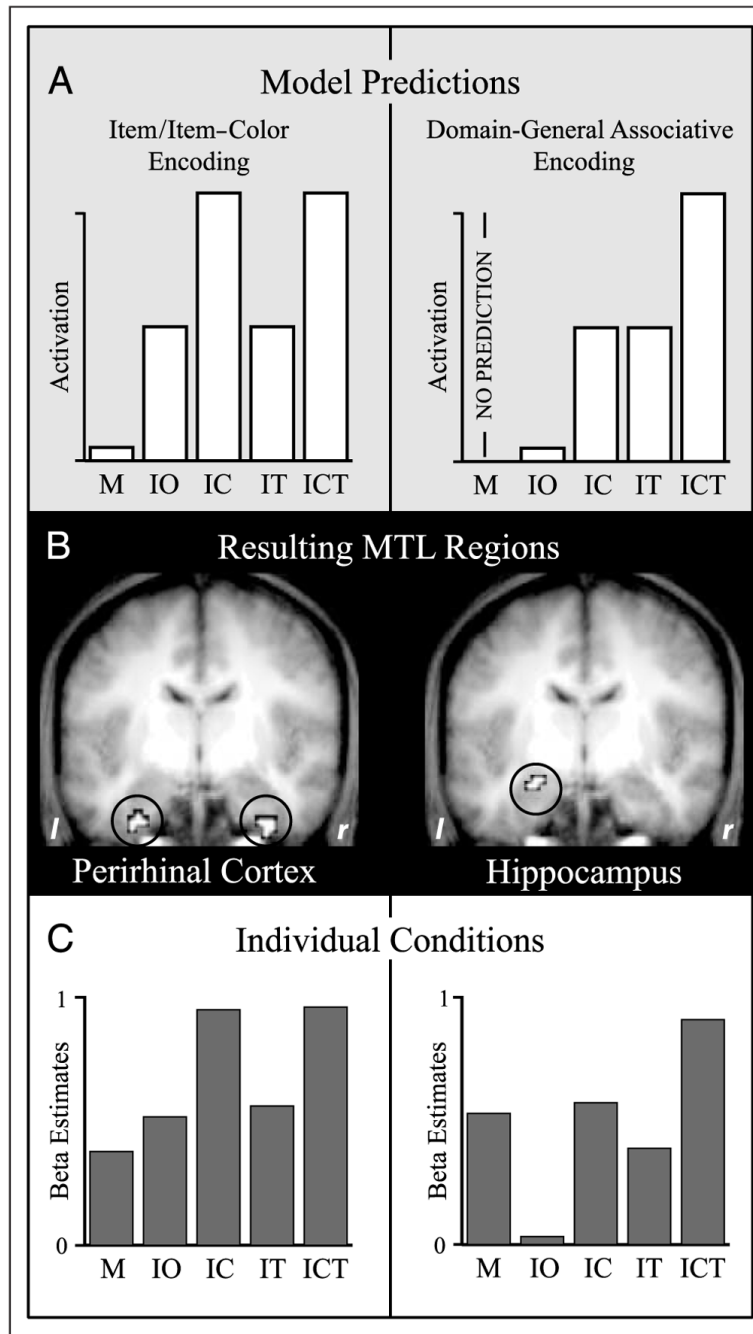 A
Model Predictions
Item/Item-Color
Encoding
Activation
M IO IC IT ICT
Domain-General Associative
Encoding
Activation
NO PREDICTION
M IO IC IT ICT
B
Resulting MTL Regions
l r
Perirhinal Cortex
l r
Hippocampus
C
Individual Conditions
1
Beta Estimates
0
M IO IC IT ICT
1
Beta Estimates
0
M IO IC IT ICT